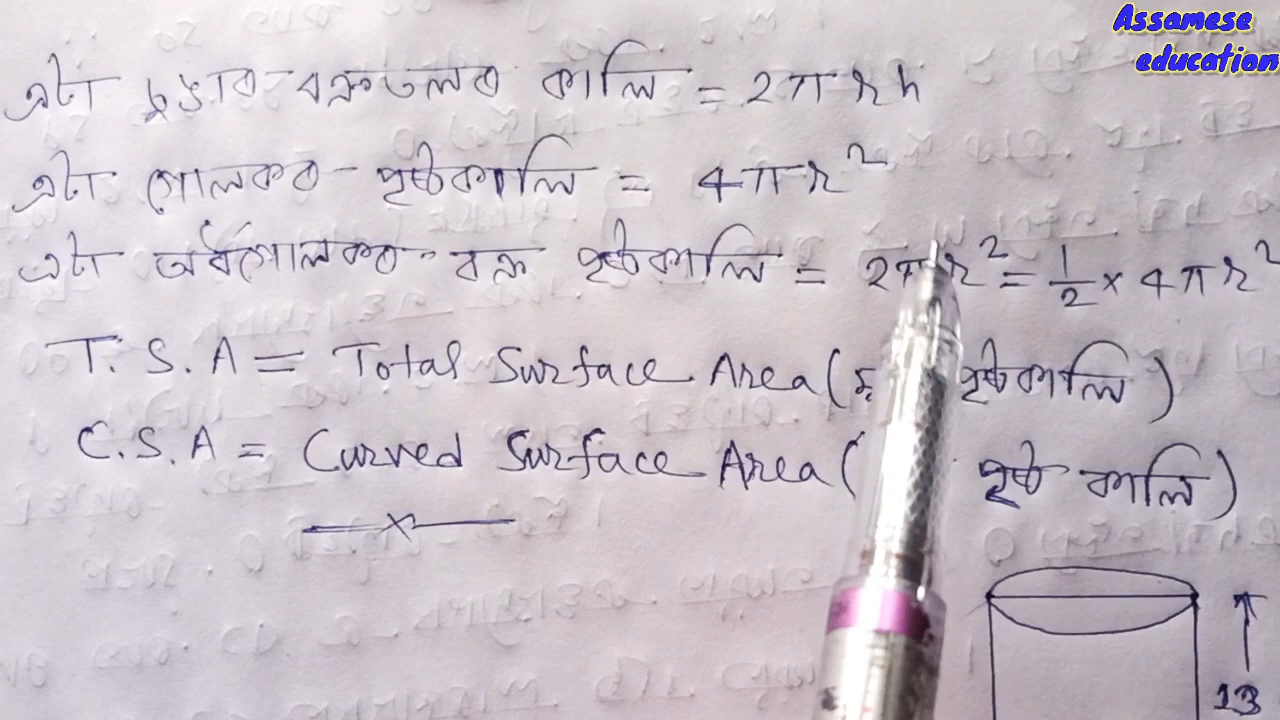 Assamese
education
এটা চুঙাৰ বক্ৰতলৰ কালি = 2πrh
এটা গোলকৰ পৃষ্ঠকালি = 4πr²
এটা অৰ্ধগোলকৰ বক্ৰ পৃষ্ঠকালি = 2πr² = 1/2 × 4πr²
T.S.A = Total Surface Area (পৃষ্ঠকালি)
C.S.A = Curved Surface Area (পৃষ্ঠ কালি)
13